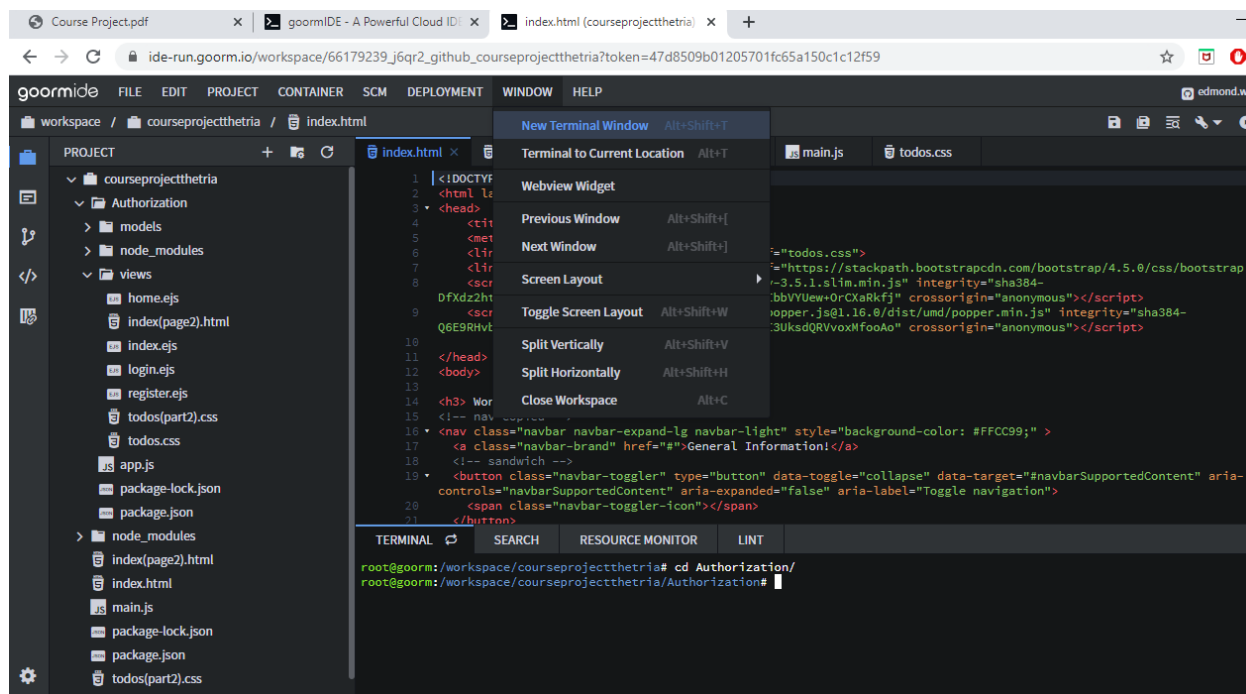 Course Project.pdf
goormIDE - A Powerful Cloud IDE
index.html (courseprojectthetria)
ide-run.goorm.io/workspace/66179239_j6qr2_github_courseprojectthetria?token=47d8509b01205701fc65a150c1c12f59
goormide FILE EDIT PROJECT CONTAINER SCM DEPLOYMENT WINDOW HELP edmond.w
workspace / courseprojectthetria / index.html
PROJECT
courseprojectthetria
Authorization
models
node_modules
views
home.ejs
index(page2).html
index.ejs
login.ejs
register.ejs
todos(part2).css
todos.css
app.js
package-lock.json
package.json
node_modules
index(page2).html
index.html
main.js
package-lock.json
package.json
todos(part2).css
New Terminal Window Alt+Shift+T
Terminal to Current Location Alt+T
Webview Widget
Previous Window Alt+Shift+[
Next Window Alt+Shift+]
Screen Layout
Toggle Screen Layout Alt+Shift+W
Split Vertically Alt+Shift+V
Split Horizontally Alt+Shift+H
Close Workspace Alt+C
index.html main.js todos.css
1 <!DOCTYP
2 <html la
3 <head>
4 <tit
5 <met
6 <lin ="todos.css">
7 <lin ="https://stackpath.bootstrapcdn.com/bootstrap/4.5.0/css/bootstrap
8 <scr -3.5.1.slim.min.js" integrity="sha384-
DfXdz2ht bbVYUew+OrCXaRkfj" crossorigin="anonymous"></script>
9 <scr popper.js@1.16.0/dist/umd/popper.min.js" integrity="sha384-
Q6E9RHvb 3UksdQRVvoxMfooAo" crossorigin="anonymous"></script>
10
11 </head>
12 <body>
13
14 <h3> Wor
15 <!-- nav copied -->
16 <nav class="navbar navbar-expand-lg navbar-light" style="background-color: #FFCC99;" >
17 <a class="navbar-brand" href="#">General Information!</a>
18 <!-- sandwich -->
19 <button class="navbar-toggler" type="button" data-toggle="collapse" data-target="#navbarSupportedContent" aria-
controls="navbarSupportedContent" aria-expanded="false" aria-label="Toggle navigation">
20 <span class="navbar-toggler-icon"></span>
21 </button>
TERMINAL SEARCH RESOURCE MONITOR LINT
root@goorm:/workspace/courseprojectthetria# cd Authorization/
root@goorm:/workspace/courseprojectthetria/Authorization#